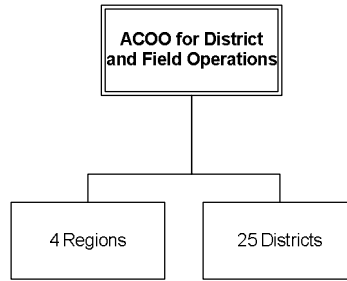 ACOO for District
and Field Operations
4 Regions
25 Districts